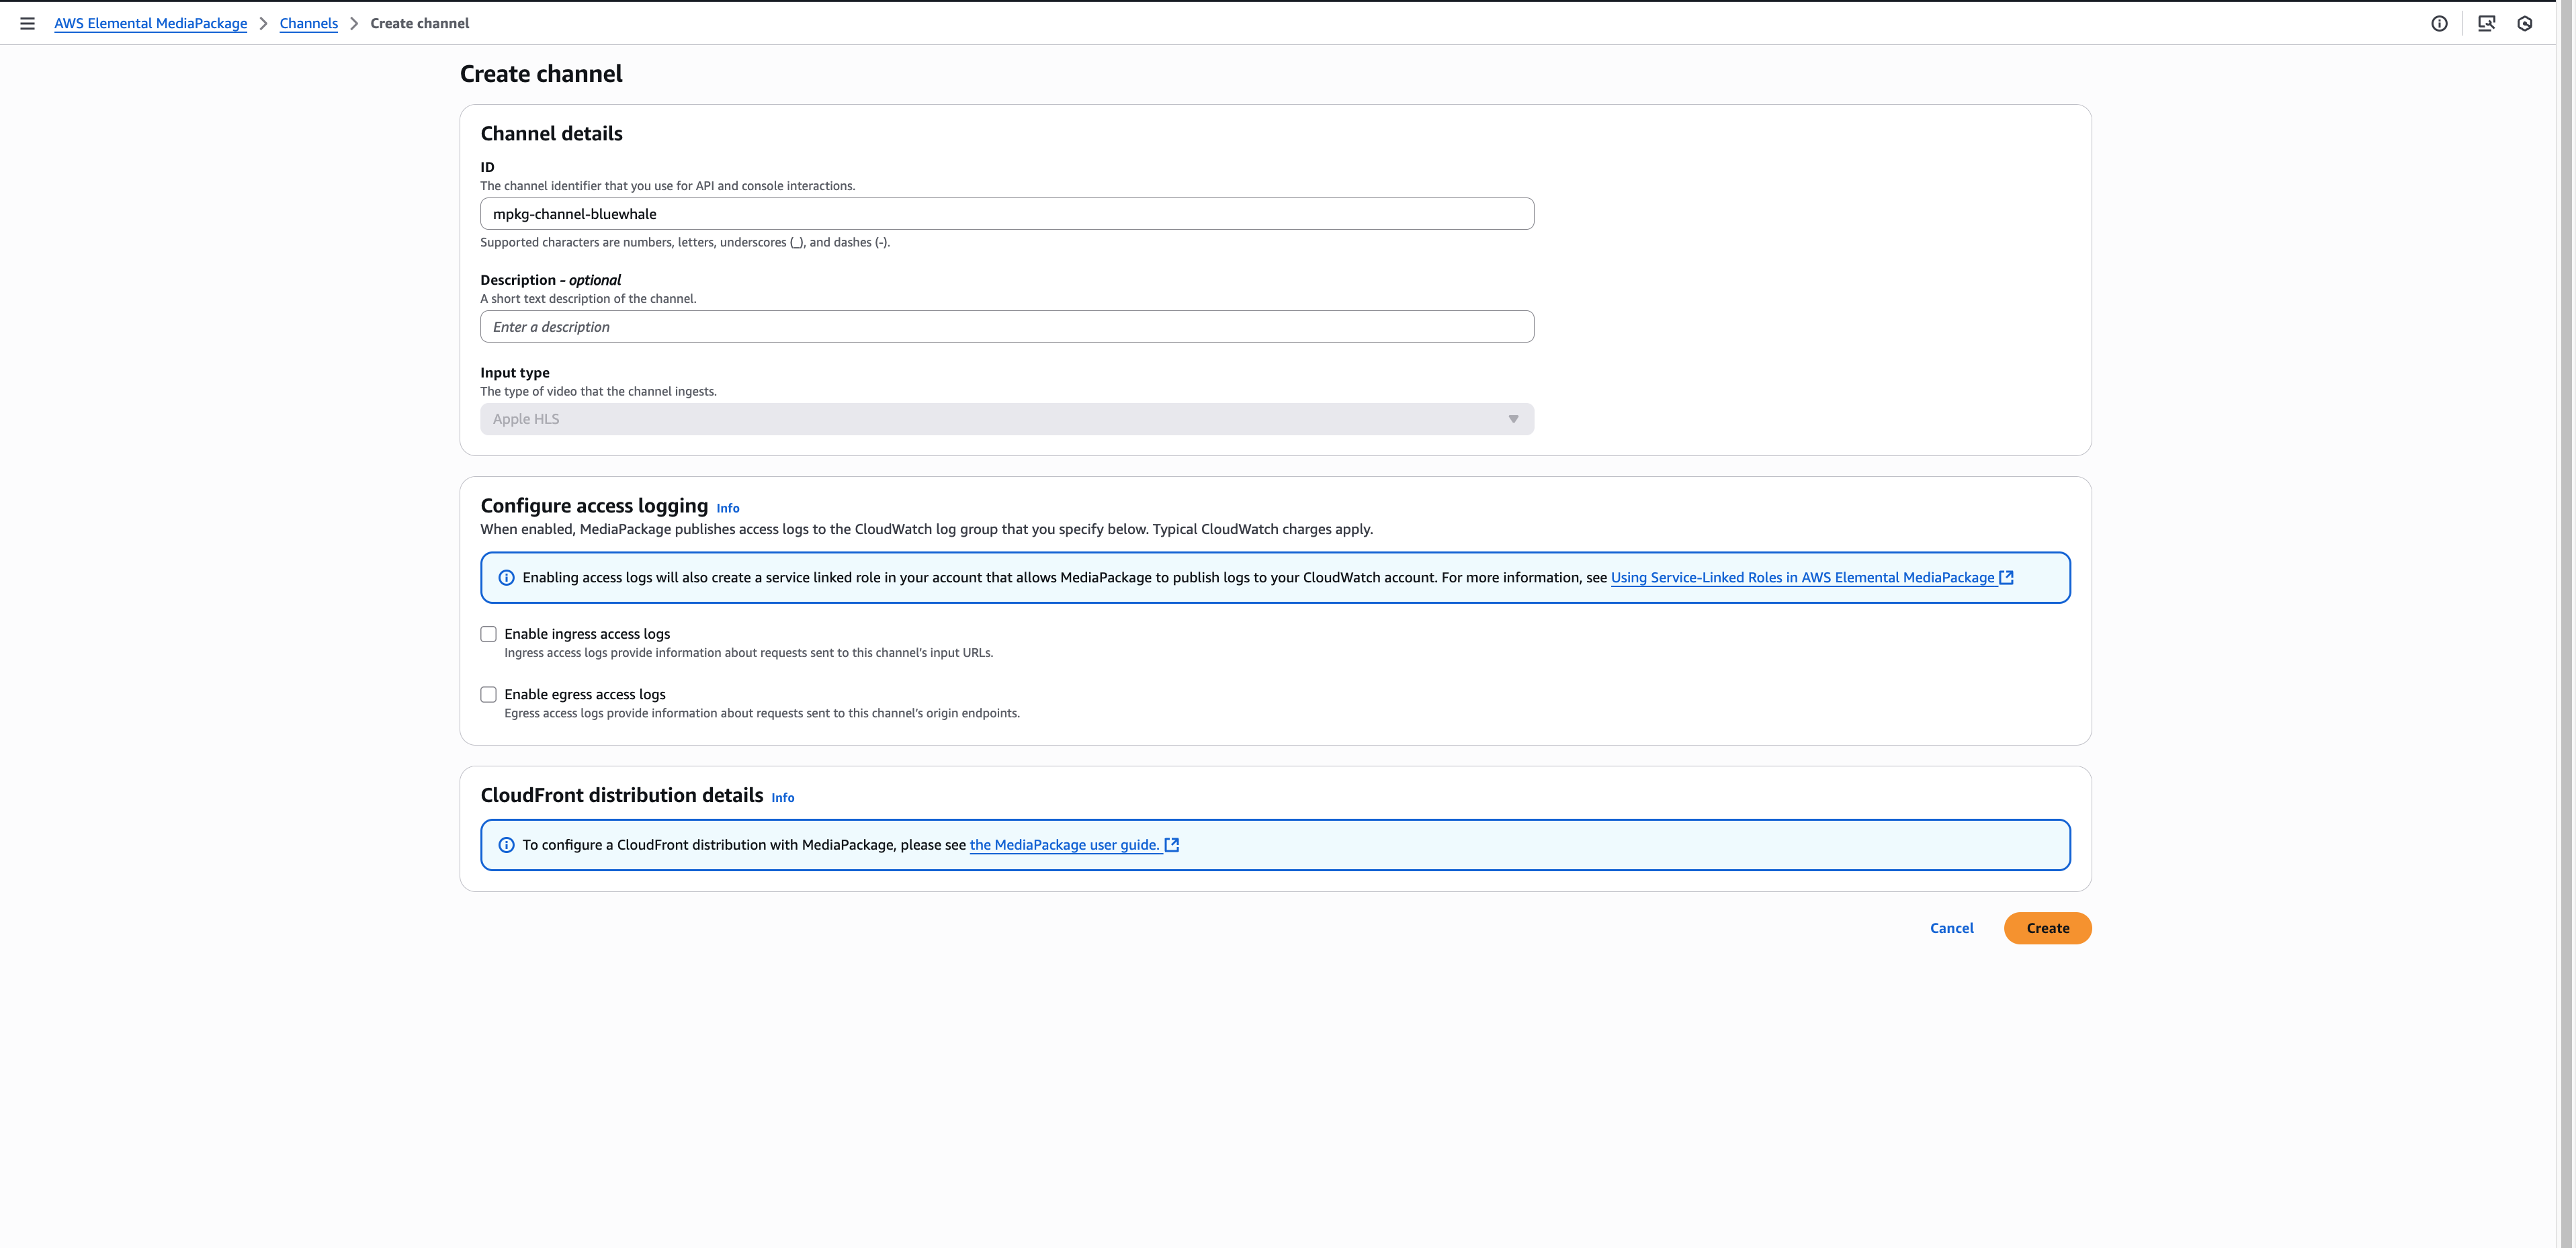 AWS Elemental MediaPackage > Channels > Create channel
Create channel
Channel details
ID
The channel identifier that you use for API and console interactions.
mpkg-channel-bluewhale
Supported characters are numbers, letters, underscores (_), and dashes (-).
Description - optional
A short text description of the channel.
Enter a description
Input type
The type of video that the channel ingests.
Apple HLS
Configure access logging Info
When enabled, MediaPackage publishes access logs to the CloudWatch log group that you specify below. Typical CloudWatch charges apply.
Enabling access logs will also create a service linked role in your account that allows MediaPackage to publish logs to your CloudWatch account. For more information, see Using Service-Linked Roles in AWS Elemental MediaPackage
Enable ingress access logs
Ingress access logs provide information about requests sent to this channel's input URLs.
Enable egress access logs
Egress access logs provide information about requests sent to this channel's origin endpoints.
CloudFront distribution details Info
To configure a CloudFront distribution with MediaPackage, please see the MediaPackage user guide.
Cancel Create